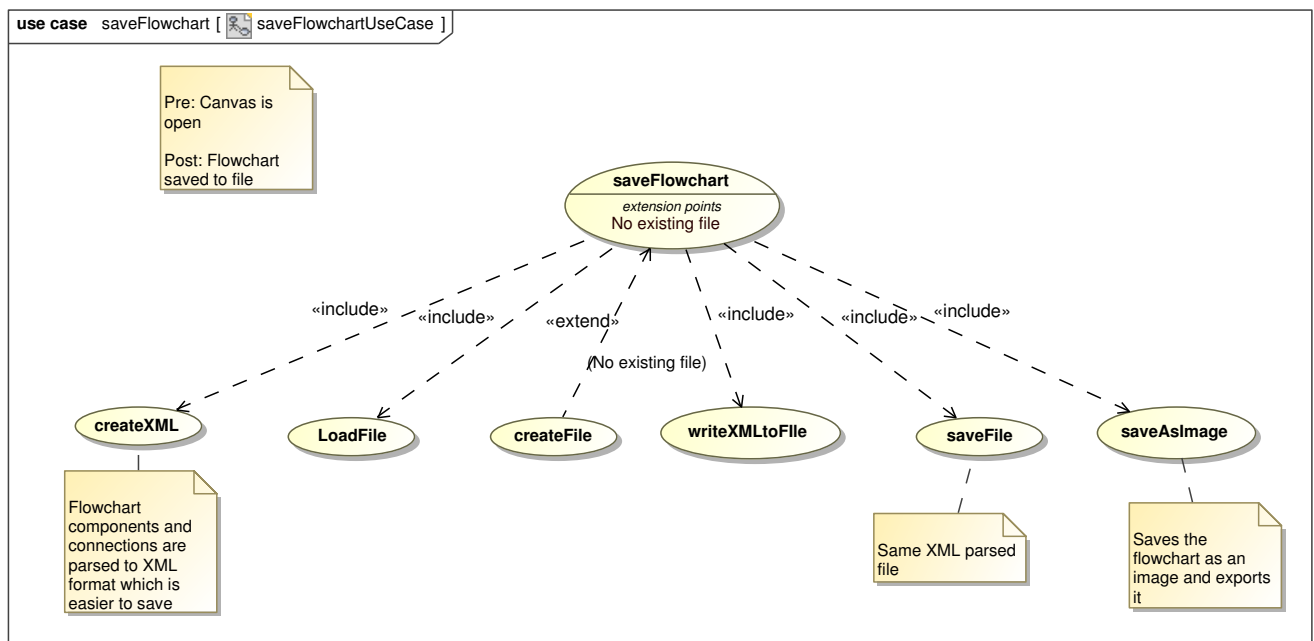 use case saveFlowchart [ saveFlowchartUseCase ]
Pre: Canvas is
open
Post: Flowchart
saved to file
saveFlowchart
extension points
No existing file
«include»
«include»
«extend»
(No existing file)
«include»
«include»
«include»
createXML
LoadFile
createFile
writeXMLtoFIle
saveFile
saveAsImage
Flowchart
components and
connections are
parsed to XML
format which is
easier to save
Same XML parsed
file
Saves the
flowchart as an
image and exports
it